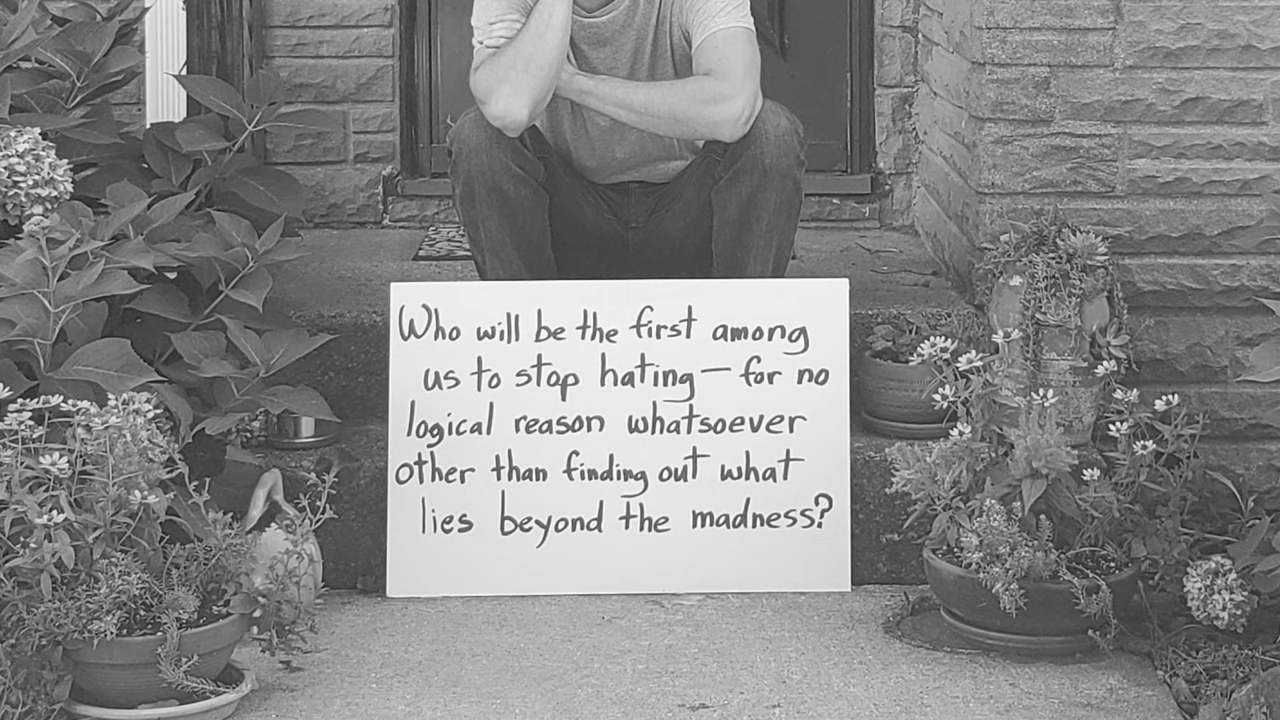 Who will be the first among
us to stop hating — for no
logical reason whatsoever
other than finding out what
lies beyond the madness?